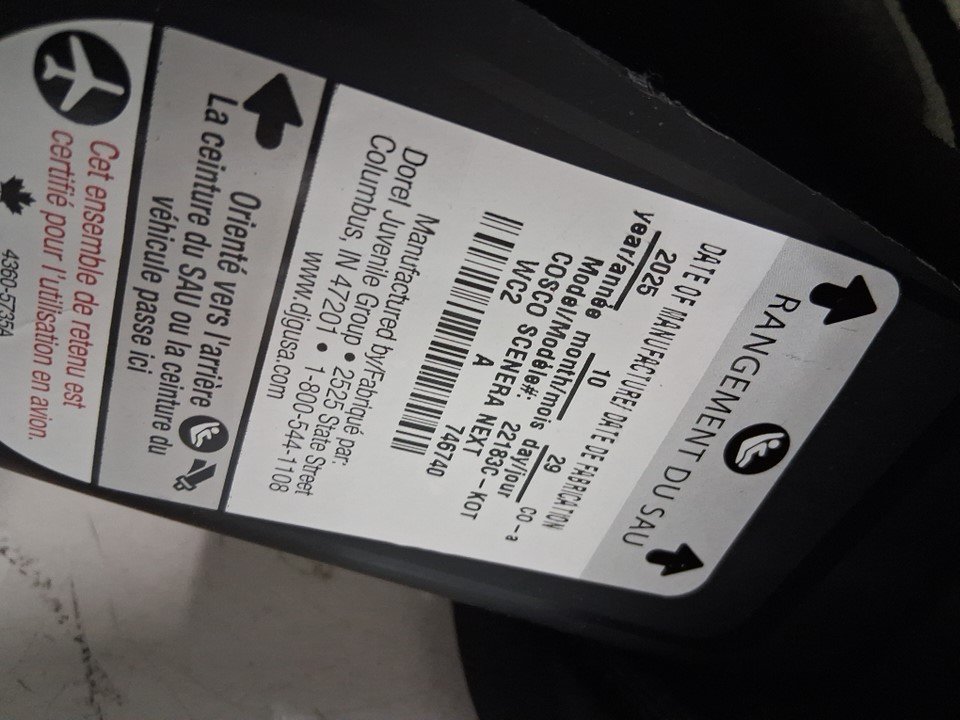 RANGEMENT DU SAU
DATE OF MANUFACTURE/ DATE DE FABRICATION
2025 10 29
year/année month/mois day/jour CO-a
Model/Modèle#: 22183C-KOT
COSCO SCENERA NEXT
WC2 A 746740
Manufactured by/Fabriqué par:
Dorel Juvenile Group • 2525 State Street
Columbus, IN 47201 • 1-800-544-1108
www.djgusa.com
Orienté vers l'arrière
La ceinture du SAU ou la ceinture du
véhicule passe ici
Cet ensemble de retenu est
certifié pour l'utilisation en avion.
4360-5735A